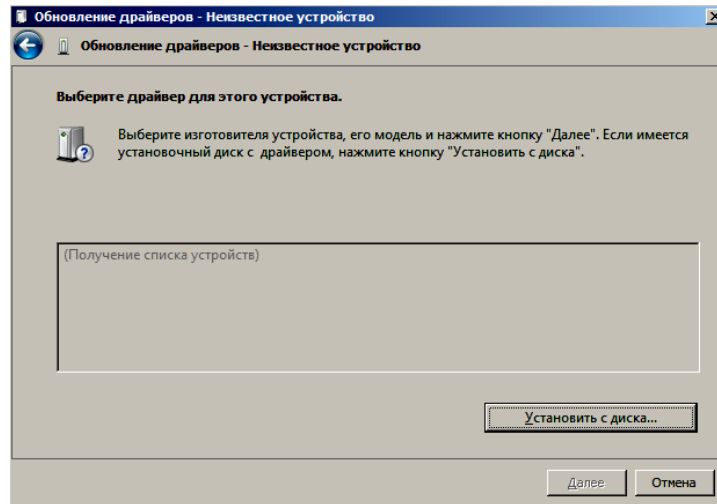 Обновление драйверов - Неизвестное устройство
Обновление драйверов - Неизвестное устройство
Выберите драйвер для этого устройства.
Выберите изготовителя устройства, его модель и нажмите кнопку "Далее". Если имеется
установочный диск с драйвером, нажмите кнопку "Установить с диска".
(Получение списка устройств)
Установить с диска...
Далее
Отмена